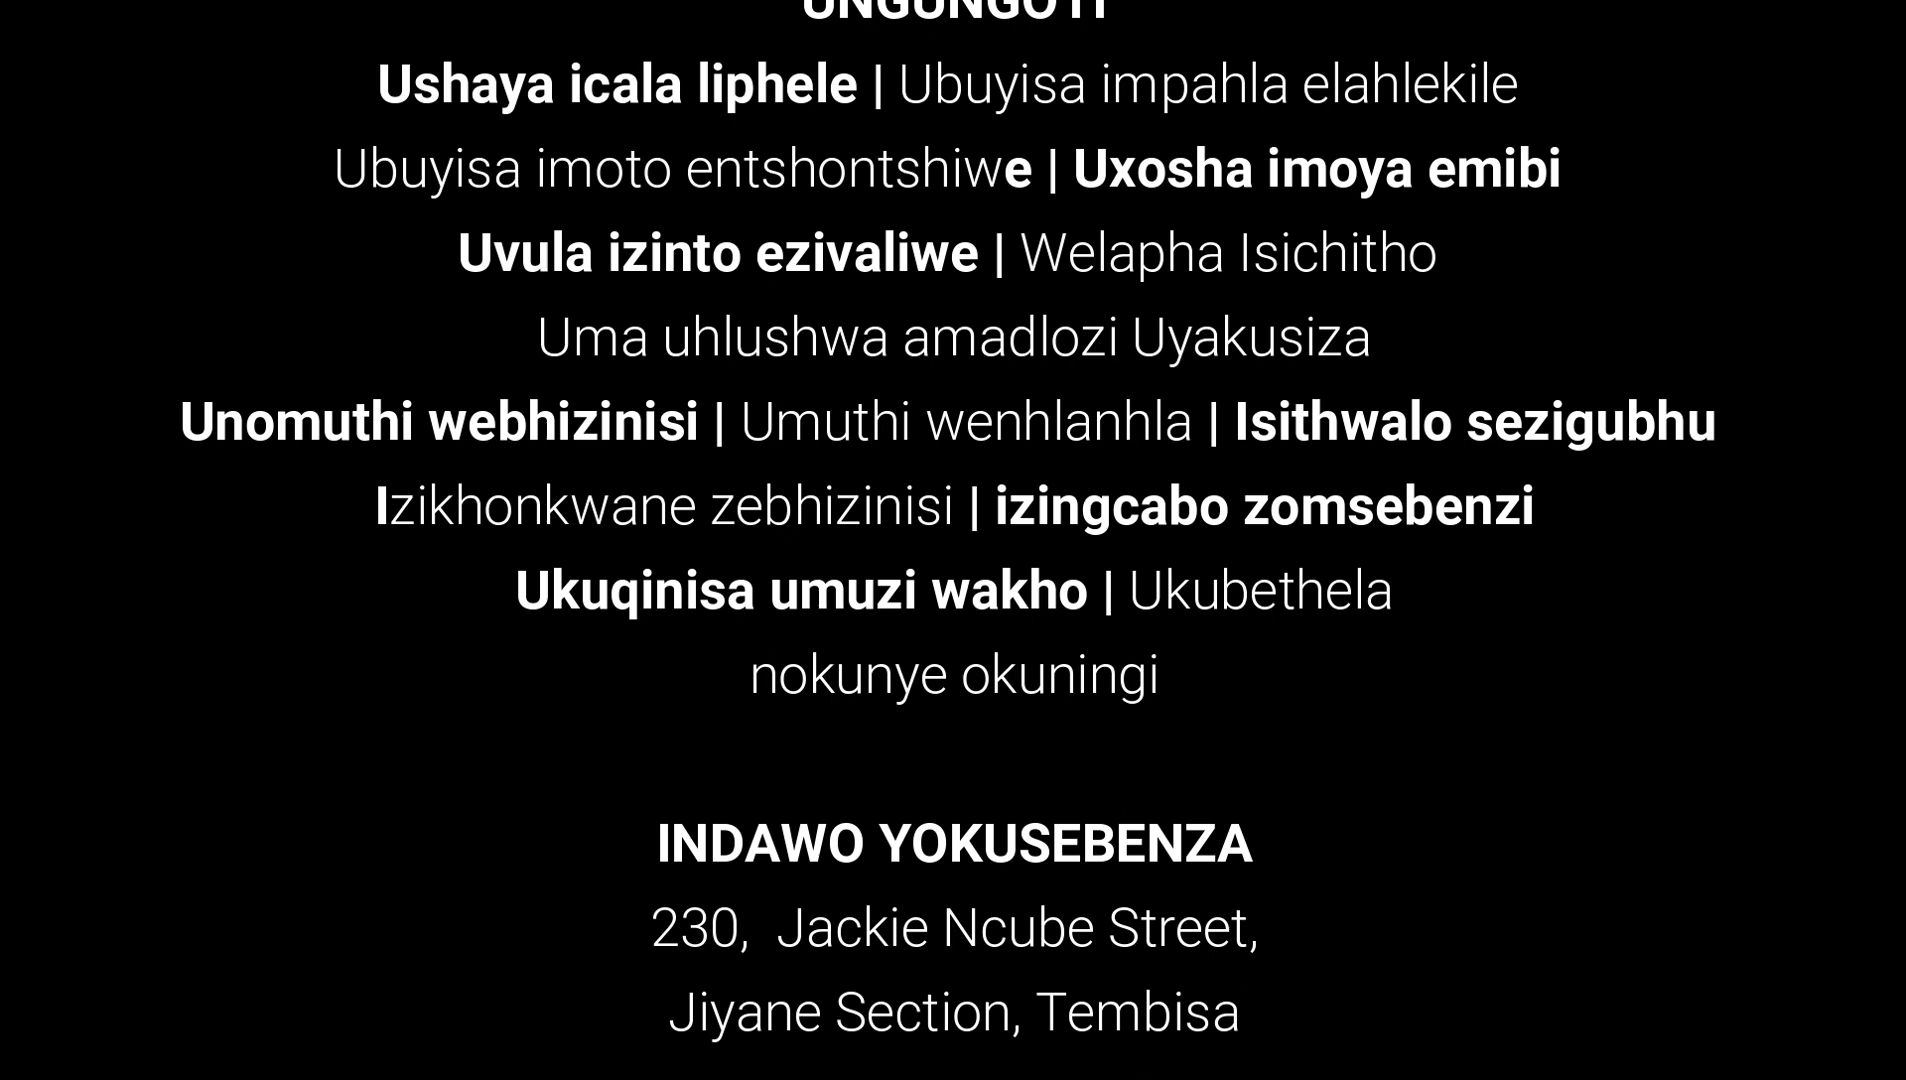 UNGUNGOTI
Ushaya icala liphele | Ubuyisa impahla elahlekile
Ubuyisa imoto entshontshiwe | Uxosha imoya emibi
Uvula izinto ezivaliwe | Welapha Isichitho
Uma uhlushwa amadlozi Uyakusiza
Unomuthi webhizinisi | Umuthi wenhlanhla | Isithwalo sezigubhu
Izikhonkwane zebhizinisi | izingcabo zomsebenzi
Ukuqinisa umuzi wakho | Ukubethela
nokunye okuningi
INDAWO YOKUSEBENZA
230, Jackie Ncube Street,
Jiyane Section, Tembisa